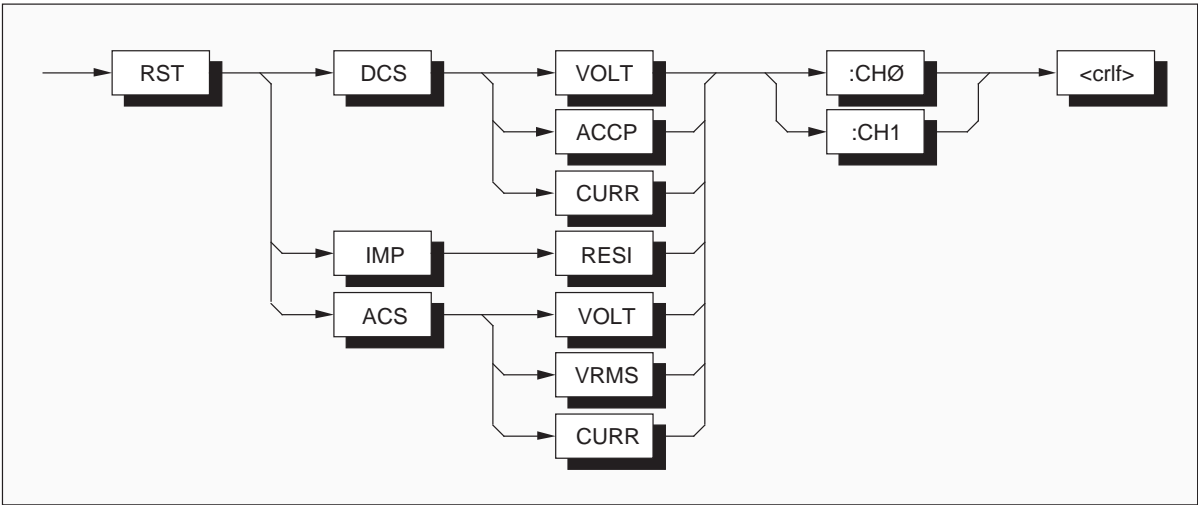 RST DCS VOLT :CHØ <crlf>
ACCP :CH1
CURR
IMP RESI
ACS VOLT
VRMS
CURR